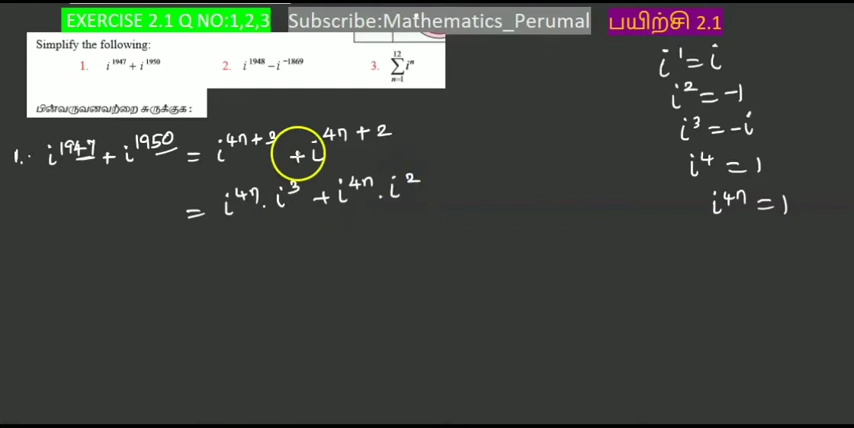 EXERCISE 2.1 Q NO:1,2,3 Subscribe:Mathematics_Perumal பயிற்சி 2.1
Simplify the following:
1. i^1947 + i^1950 2. i^1948 − i^−1869 3. ∑_{n=1}^{12} i^n
பின்வருவனவற்றை சுருக்குக :
1. i^1947 + i^1950 = i^4n+3 + i^4n+2
= i^4n . i^3 + i^4n . i^2
i^1 = i
i^2 = -1
i^3 = -i
i^4 = 1
i^4n = 1